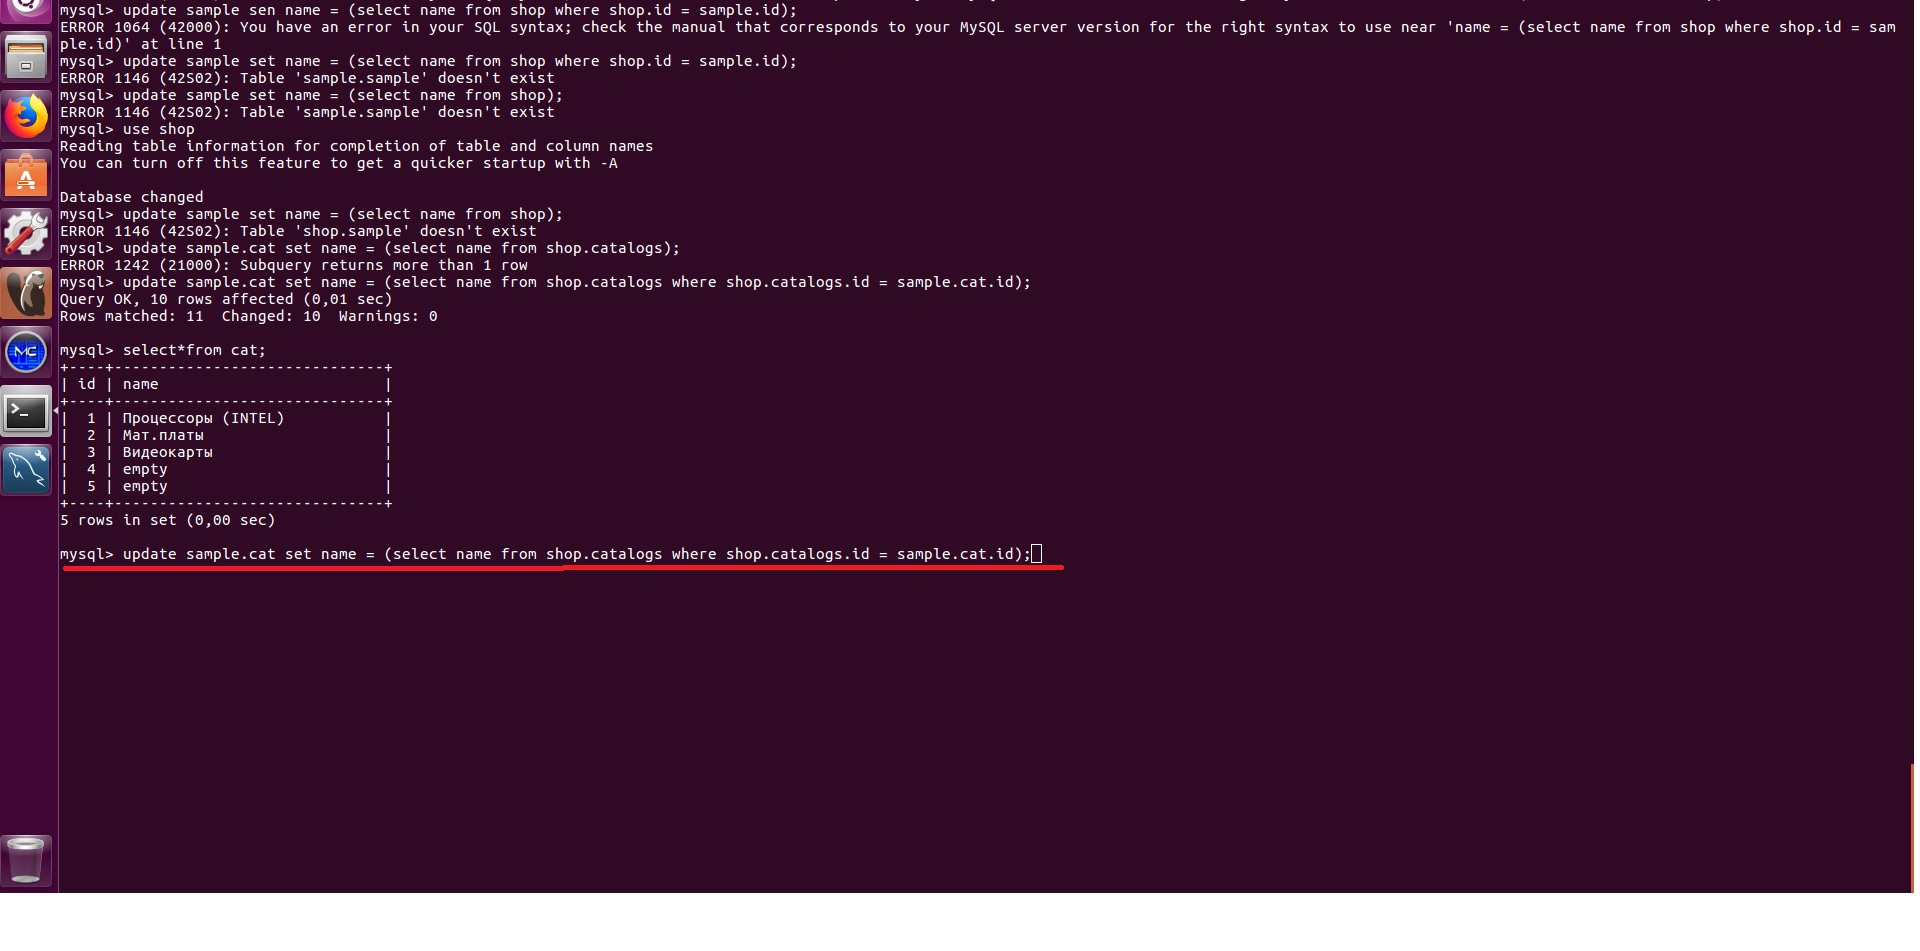 mysql> update sample sen name = (select name from shop where shop.id = sample.id);
ERROR 1064 (42000): You have an error in your SQL syntax; check the manual that corresponds to your MySQL server version for the right syntax to use near 'name = (select name from shop where shop.id = sam
ple.id)' at line 1
mysql> update sample set name = (select name from shop where shop.id = sample.id);
ERROR 1146 (42S02): Table 'sample.sample' doesn't exist
mysql> update sample set name = (select name from shop);
ERROR 1146 (42S02): Table 'sample.sample' doesn't exist
mysql> use shop
Reading table information for completion of table and column names
You can turn off this feature to get a quicker startup with -A
Database changed
mysql> update sample set name = (select name from shop);
ERROR 1146 (42S02): Table 'shop.sample' doesn't exist
mysql> update sample.cat set name = (select name from shop.catalogs);
ERROR 1242 (21000): Subquery returns more than 1 row
mysql> update sample.cat set name = (select name from shop.catalogs where shop.catalogs.id = sample.cat.id);
Query OK, 10 rows affected (0,01 sec)
Rows matched: 11  Changed: 10  Warnings: 0
mysql> select*from cat;
+----+------------------------------+
| id | name                         |
+----+------------------------------+
|  1 | Процессоры (INTEL)           |
|  2 | Мат.платы                    |
|  3 | Видеокарты                   |
|  4 | empty                        |
|  5 | empty                        |
+----+------------------------------+
5 rows in set (0,00 sec)
mysql> update sample.cat set name = (select name from shop.catalogs where shop.catalogs.id = sample.cat.id);